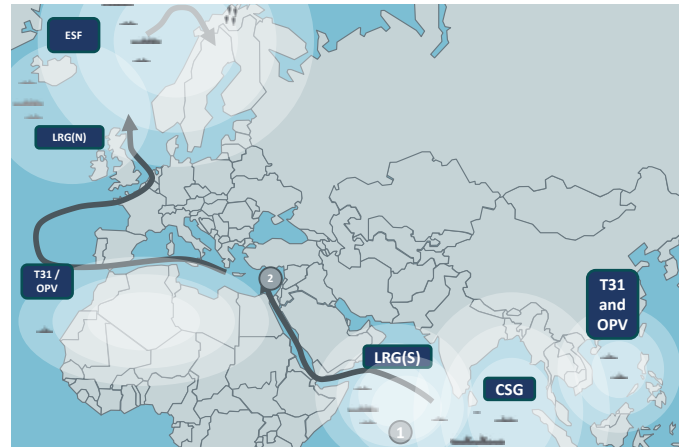 ESF
LRG(N)
T31 /
OPV
2
T31
and
OPV
LRG(S)
CSG
1